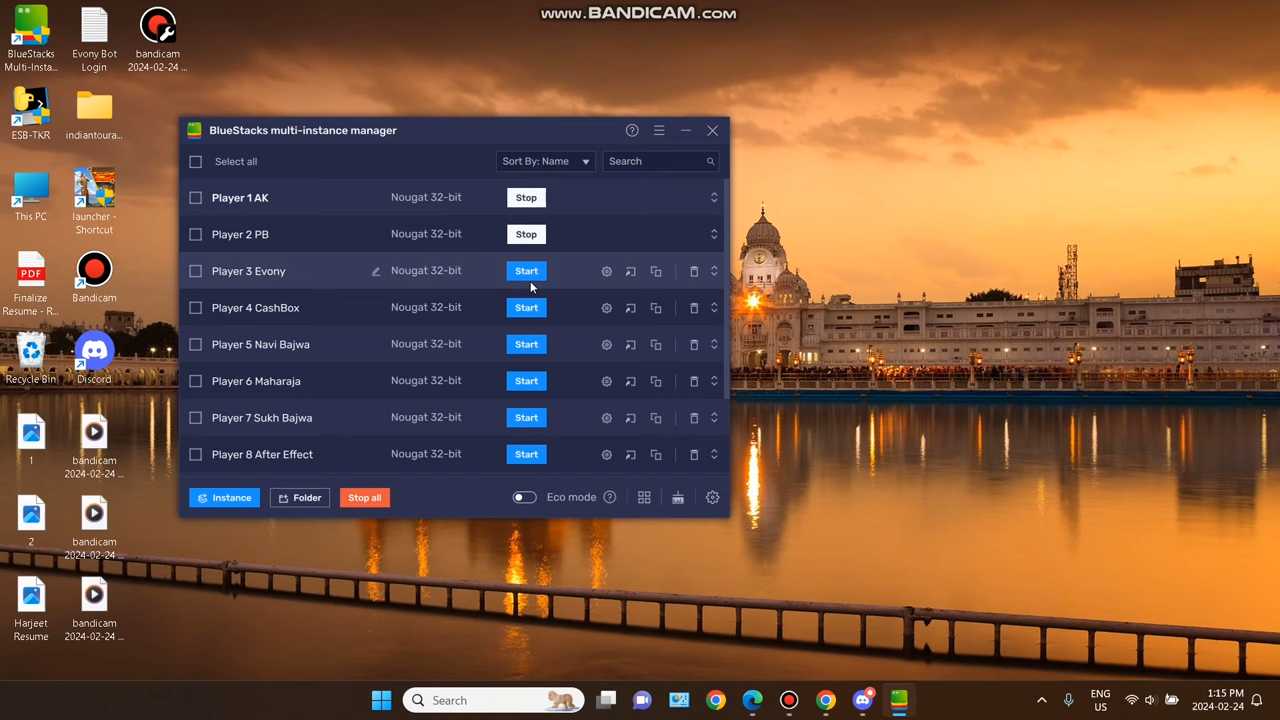 www.BANDICAM.com
BlueStacks
Multi-Insta...
Evony Bot
Login
bandicam
2024-02-24 ...
ESB-TKR
indiantoura...
This PC
launcher -
Shortcut
Finalize
Resume - R...
Bandicam
Recycle Bin
Discord
1
bandicam
2024-02-24 ...
2
bandicam
2024-02-24 ...
Harjeet
Resume
bandicam
2024-02-24 ...
BlueStacks multi-instance manager
Select all
Sort By: Name
Search
Player 1 AK Nougat 32-bit Stop
Player 2 PB Nougat 32-bit Stop
Player 3 Evony Nougat 32-bit Start
Player 4 CashBox Nougat 32-bit Start
Player 5 Navi Bajwa Nougat 32-bit Start
Player 6 Maharaja Nougat 32-bit Start
Player 7 Sukh Bajwa Nougat 32-bit Start
Player 8 After Effect Nougat 32-bit Start
Instance Folder Stop all Eco mode
Search
ENG
US
1:15 PM
2024-02-24
PDF